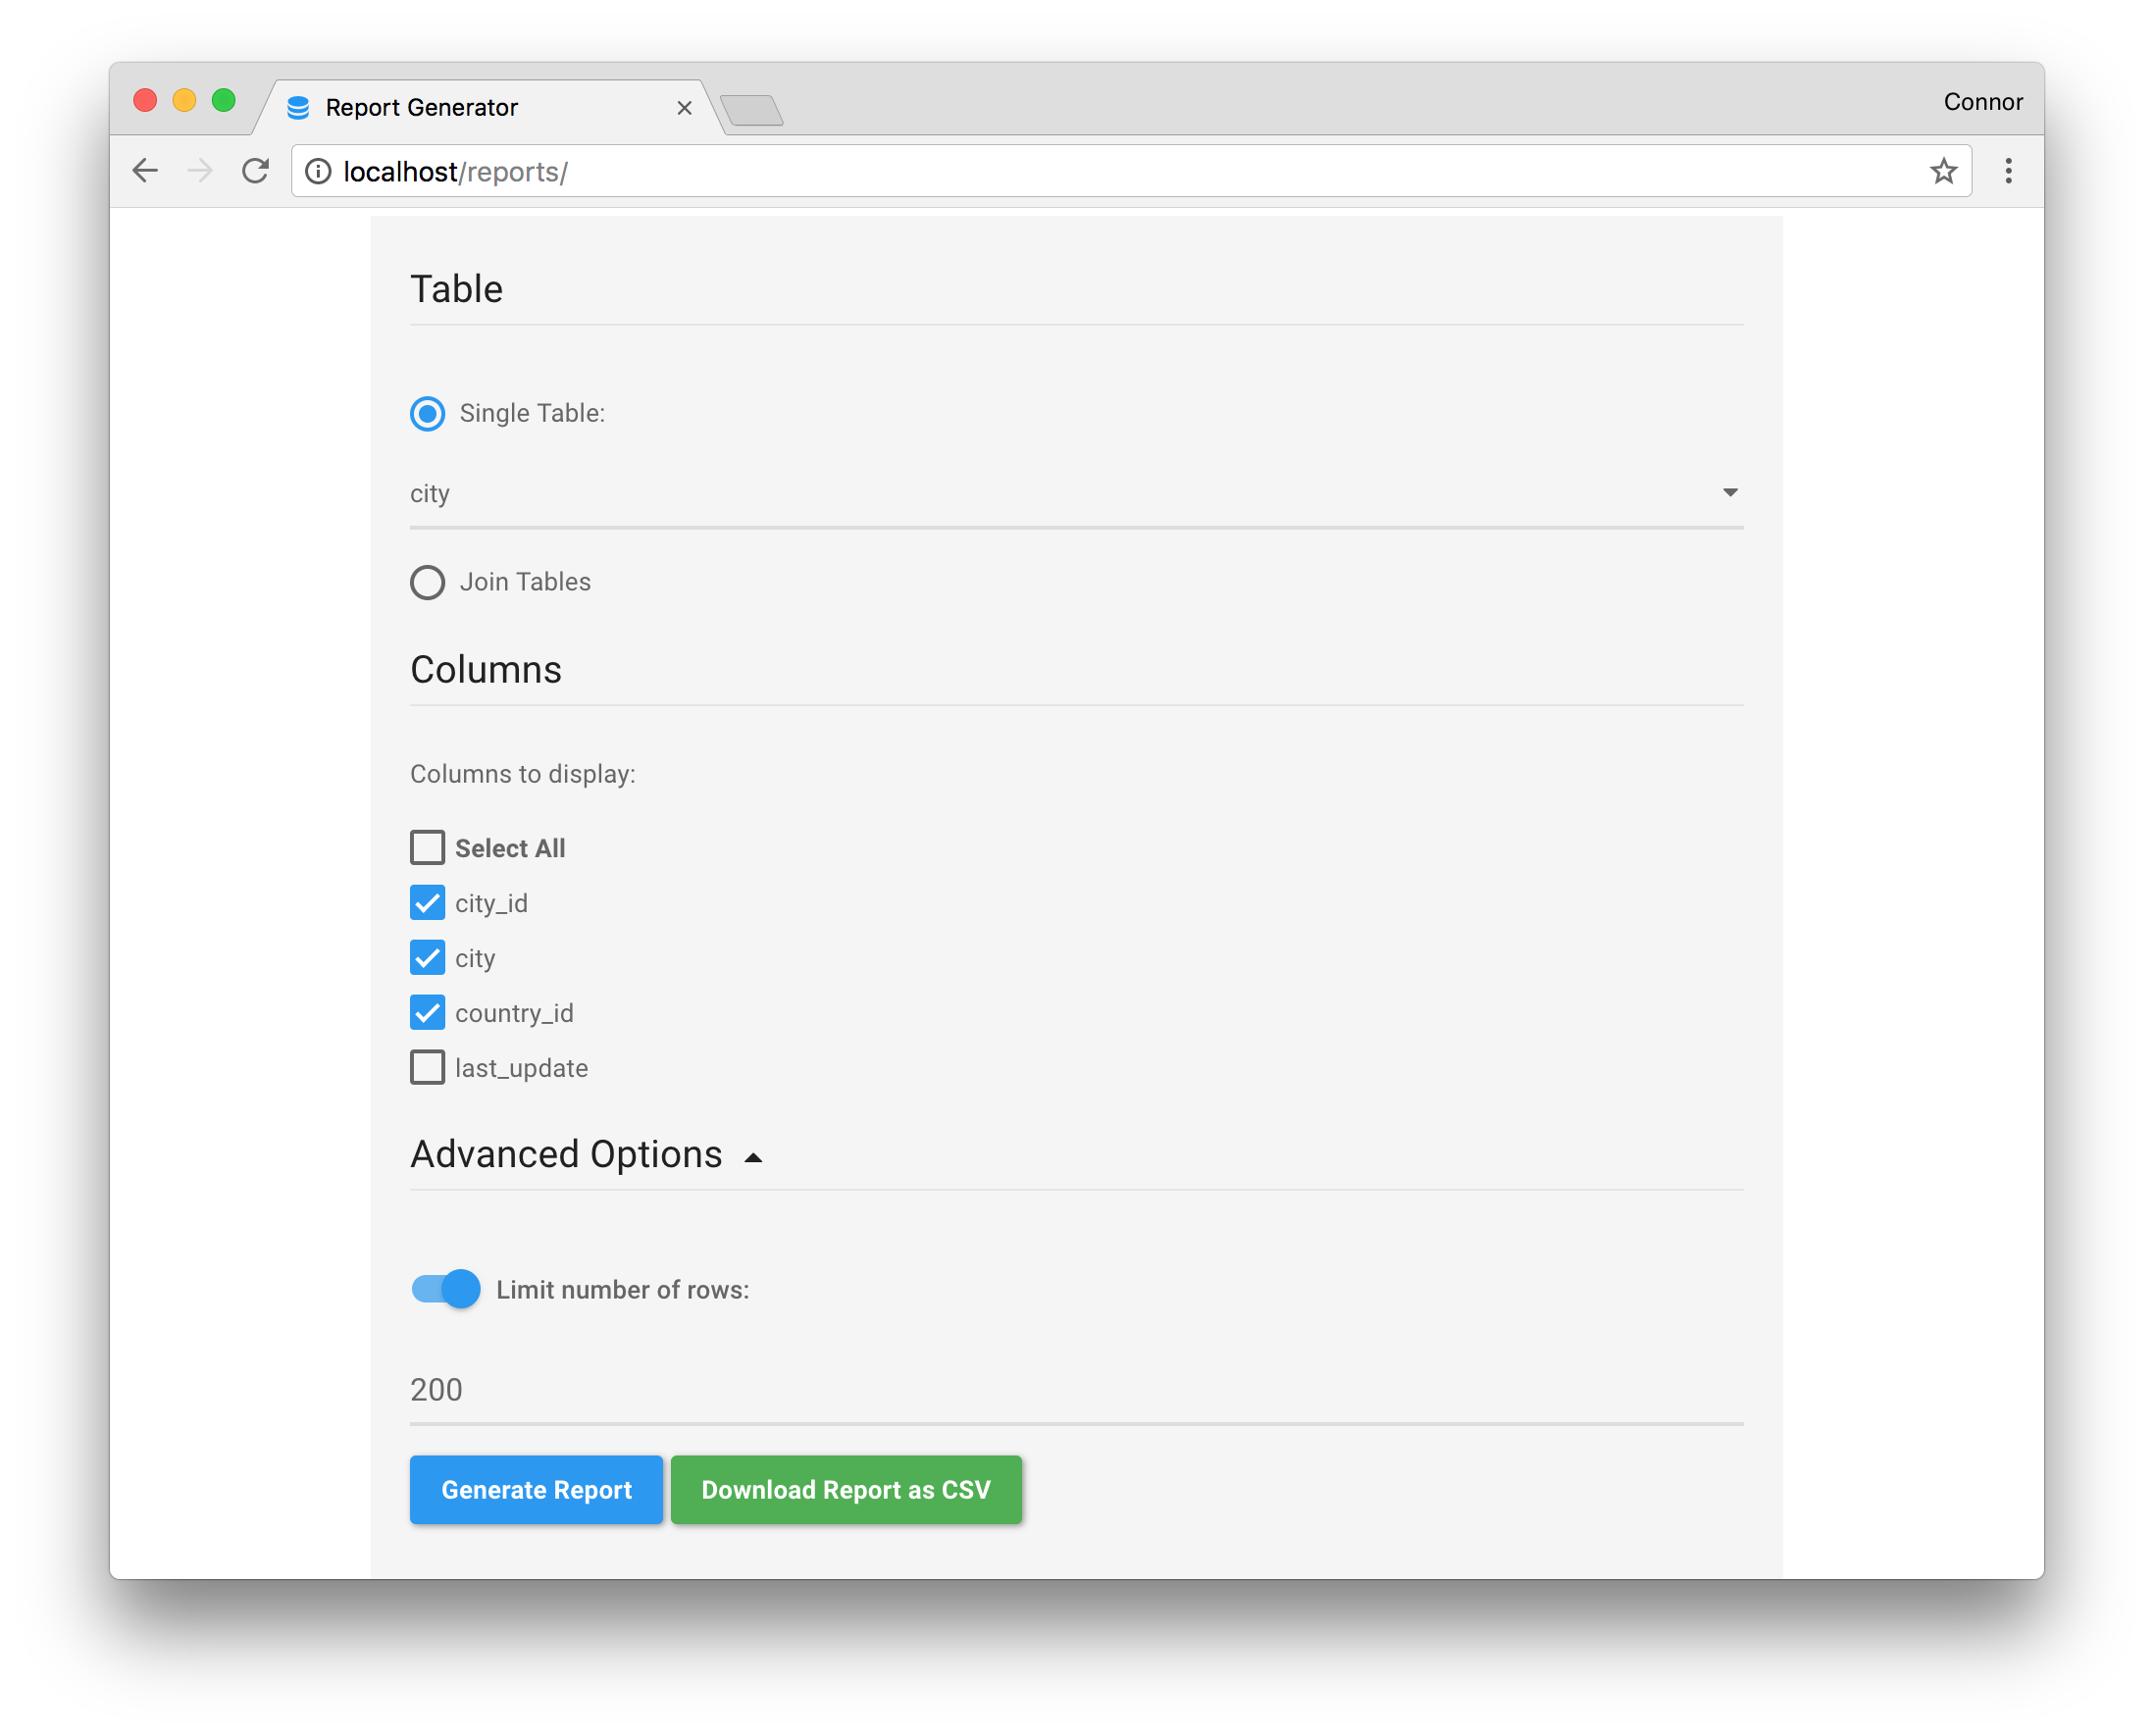 Report Generator
Connor
localhost/reports/
Table
Single Table:
city
Join Tables
Columns
Columns to display:
Select All
city_id
city
country_id
last_update
Advanced Options
Limit number of rows:
200
Generate Report Download Report as CSV